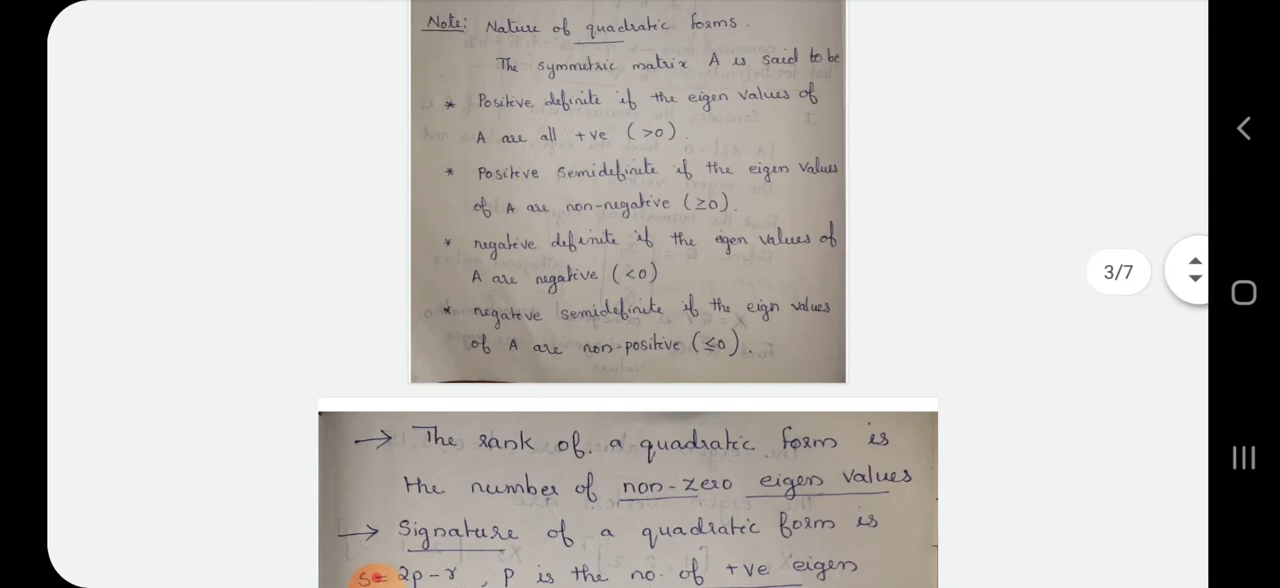 Note: Nature of quadratic forms.
The symmetric matrix A is said to be
* Positive definite if the eigen values of
A are all +ve (>0).
* Positive semidefinite if the eigen values
of A are non-negative (≥0).
* negative definite if the eigen values of
A are negative (<0)
* negative semidefinite if the eign values
of A are non-positive (≤0).
3/7
→ The rank of a quadratic form is
the number of non-zero eigen values
→ Signature of a quadratic form is
s= 2p-r, p is the no. of +ve eigen